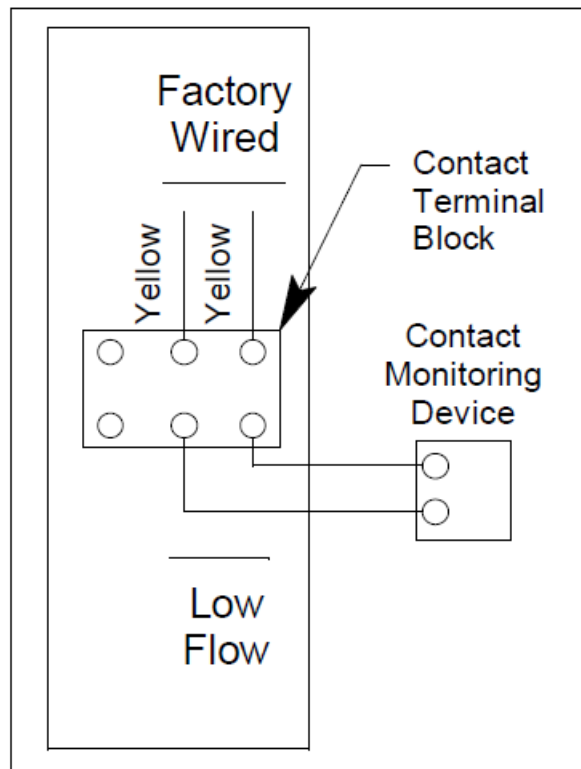 Factory
Wired
Contact
Terminal
Block
Yellow
Yellow
Contact
Monitoring
Device
Low
Flow